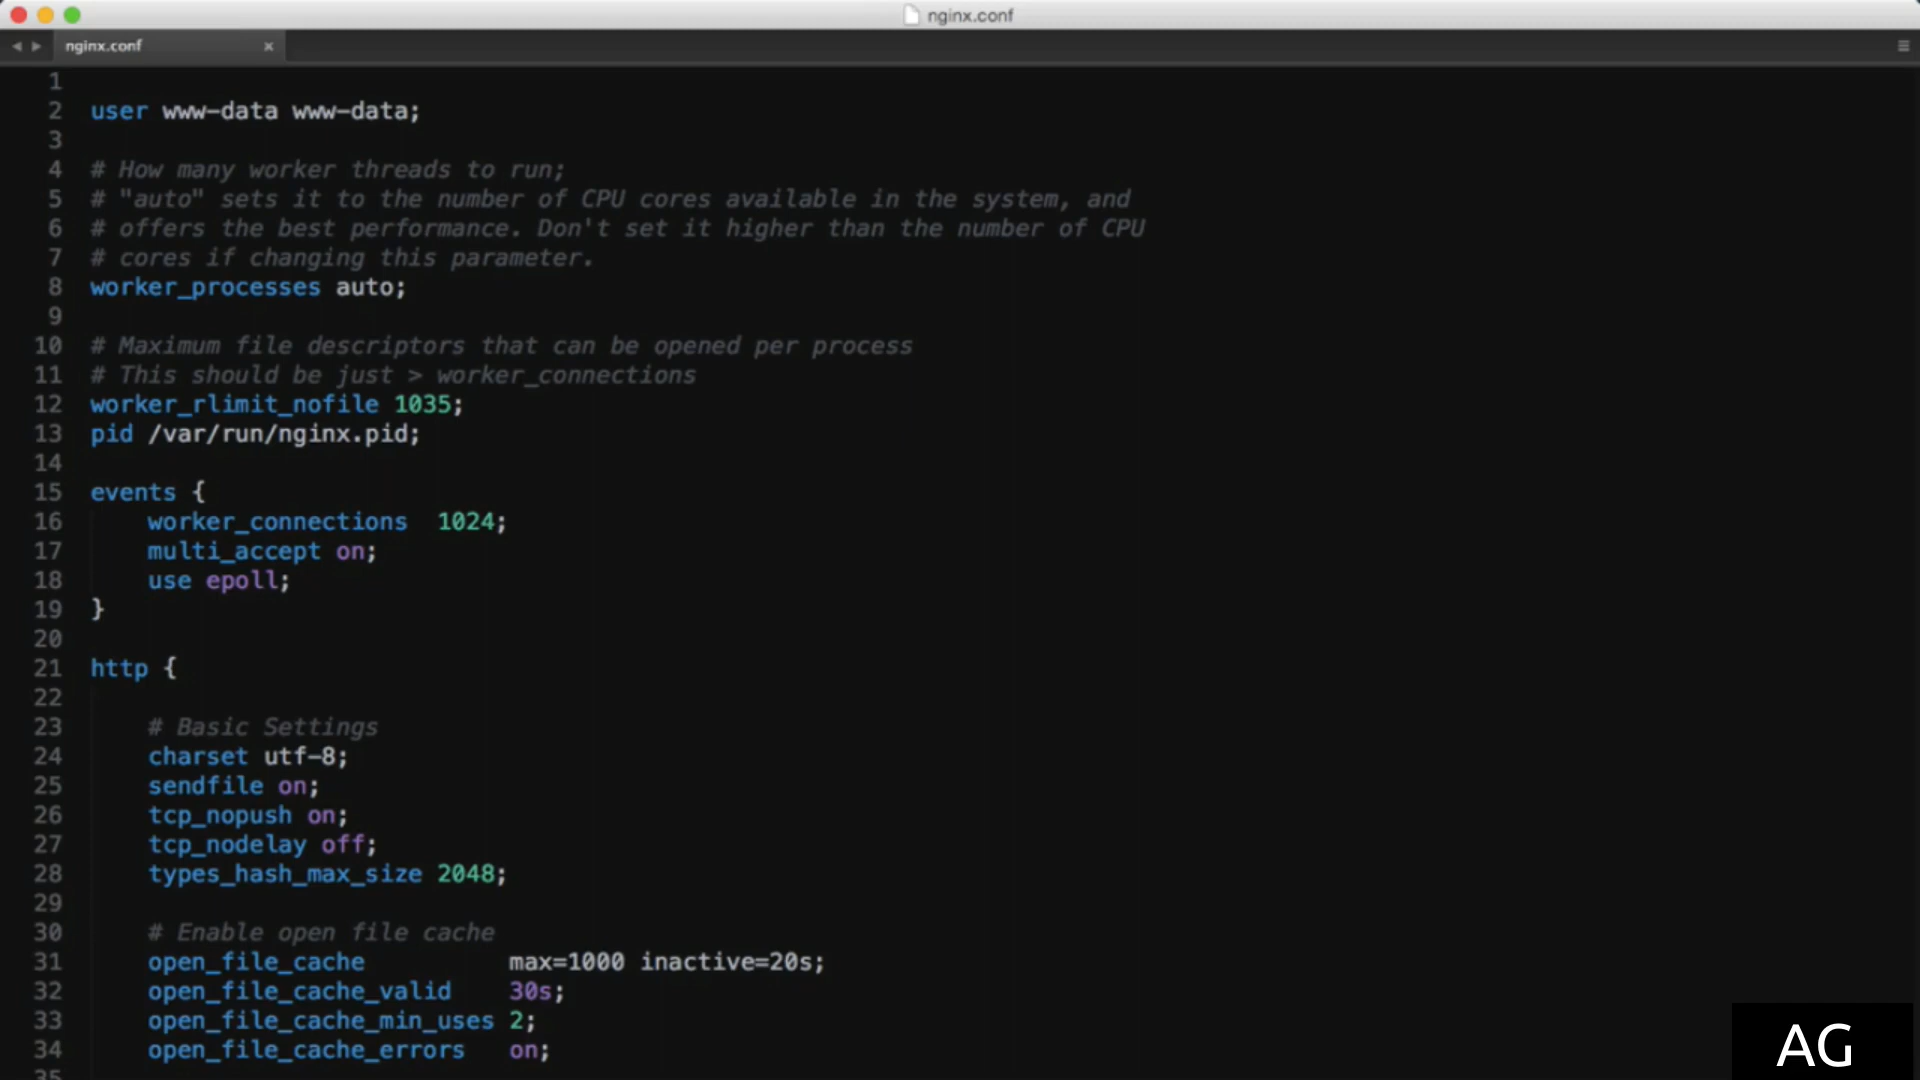 nginx.conf
nginx.conf
1
2 user www-data www-data;
3
4 # How many worker threads to run;
5 # "auto" sets it to the number of CPU cores available in the system, and
6 # offers the best performance. Don't set it higher than the number of CPU
7 # cores if changing this parameter.
8 worker_processes auto;
9
10 # Maximum file descriptors that can be opened per process
11 # This should be just > worker_connections
12 worker_rlimit_nofile 1035;
13 pid /var/run/nginx.pid;
14
15 events {
16     worker_connections  1024;
17     multi_accept on;
18     use epoll;
19 }
20
21 http {
22
23     # Basic Settings
24     charset utf-8;
25     sendfile on;
26     tcp_nopush on;
27     tcp_nodelay off;
28     types_hash_max_size 2048;
29
30     # Enable open file cache
31     open_file_cache          max=1000 inactive=20s;
32     open_file_cache_valid    30s;
33     open_file_cache_min_uses 2;
34     open_file_cache_errors   on;
35
AG